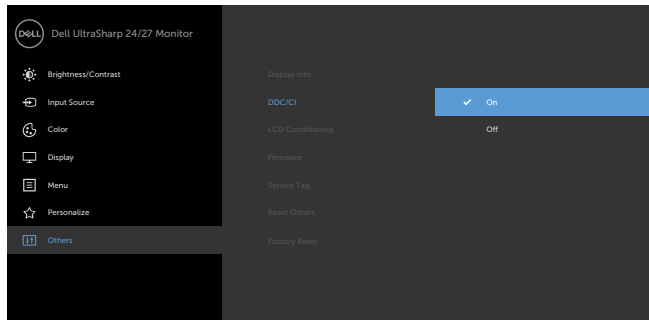 DELL Dell UltraSharp 24/27 Monitor
Brightness/Contrast
Input Source
Color
Display
Menu
Personalize
Others
Display Info
DDC/CI
LCD Conditioning
Firmware
Service Tag
Reset Others
Factory Reset
On
Off